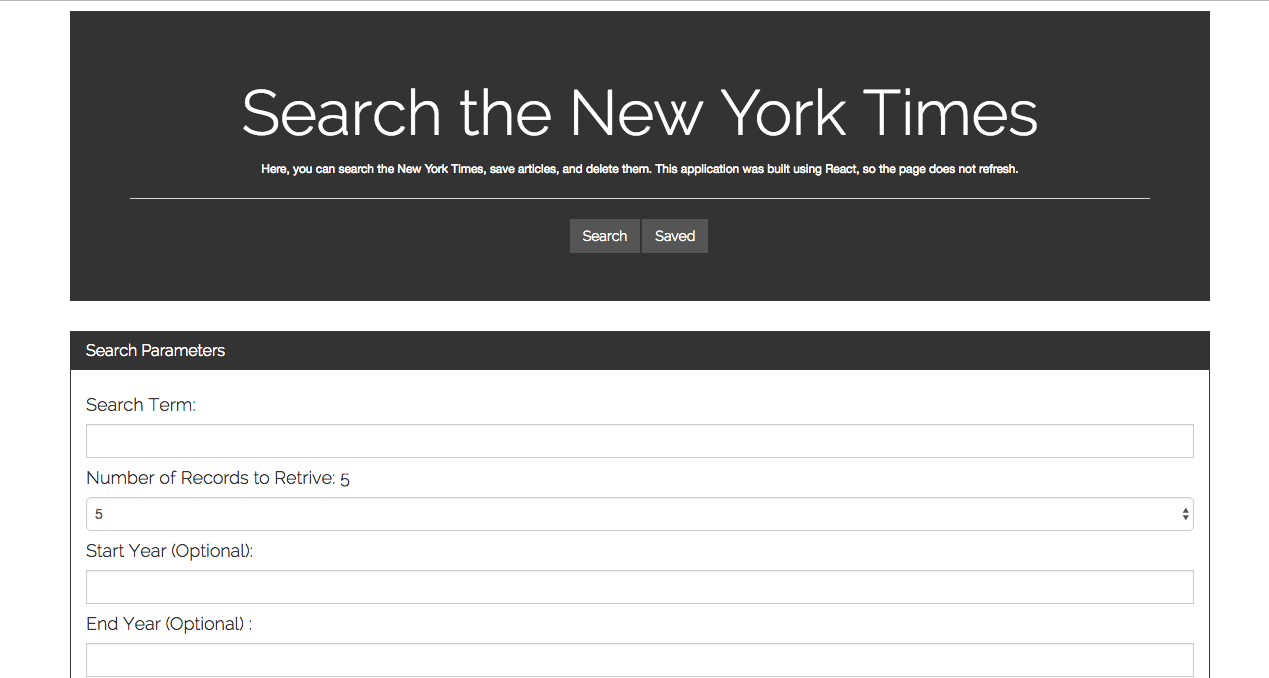 Search the New York Times
Here, you can search the New York Times, save articles, and delete them. This application was built using React, so the page does not refresh.
Search Saved
Search Parameters
Search Term:
Number of Records to Retrive: 5
5
Start Year (Optional):
End Year (Optional) :